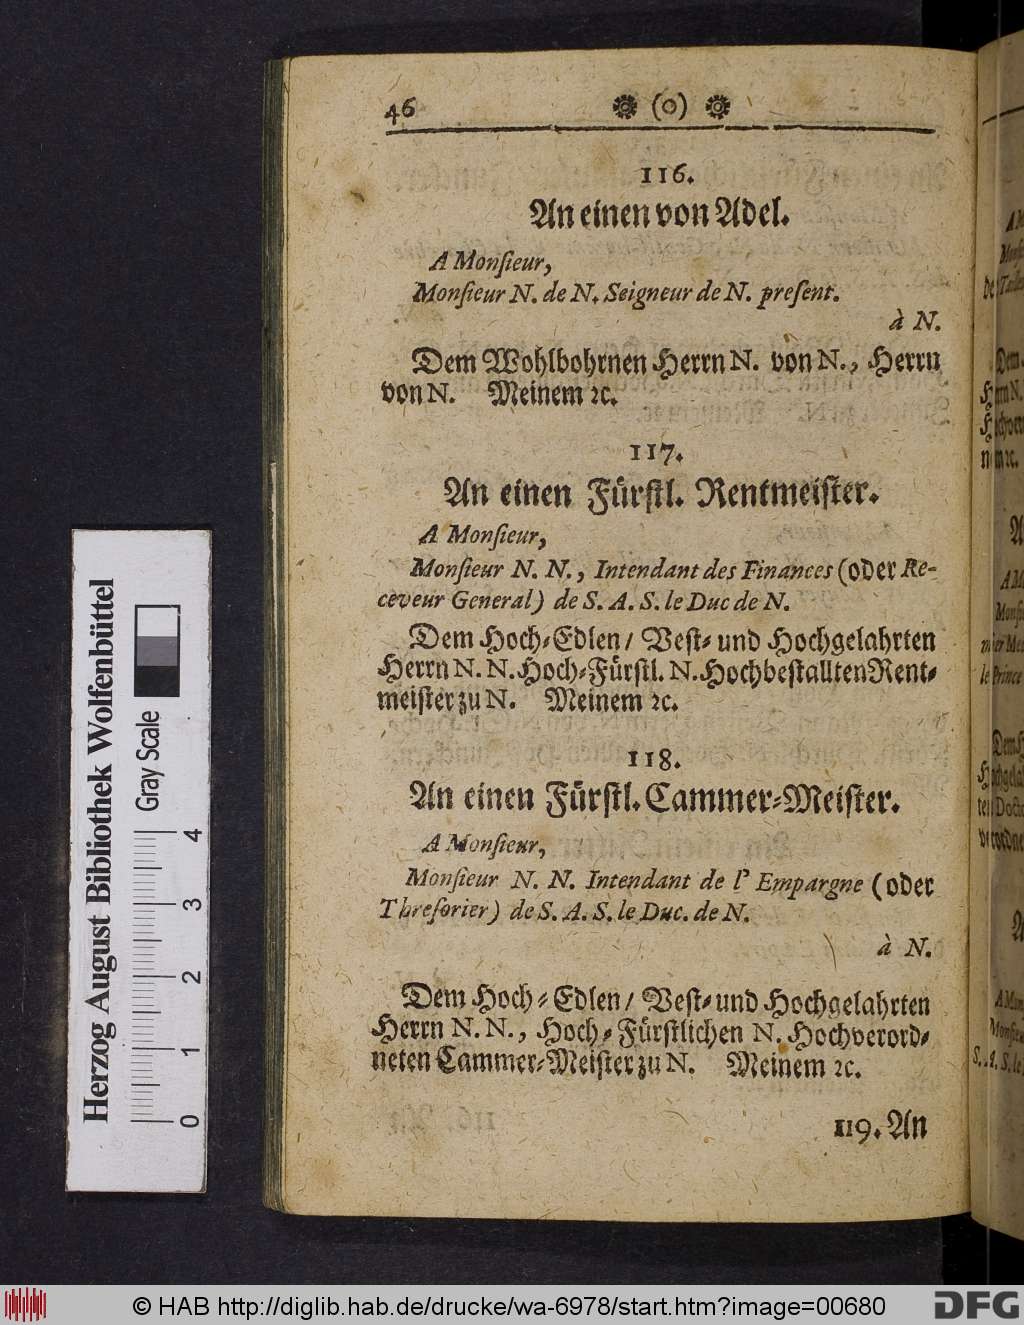 46 ❁ (o) ❁
116.
An einen von Adel.
A Monſieur,
Monſieur N. de N. Seigneur de N. preſent.
à N.
Dem Wohlbohrnen Herrn N. von N., Herrn
von N. Meinem ꝛc.
117.
An einen Fürſtl. Rentmeiſter.
A Monſieur,
Monſieur N. N., Intendant des Finances (oder Re-
ceveur General) de S. A. S. le Duc de N.
Dem Hoch-Edlen/ Veſt- und Hochgelahrten
Herrn N. N. Hoch-Fürſtl. N. Hochbeſtallten Rent-
meiſter zu N. Meinem ꝛc.
118.
An einen Fürſtl. Cammer-Meiſter.
A Monſieur,
Monſieur N. N. Intendant de l' Empargne (oder
Threſorier) de S. A. S. le Duc. de N.
à N.
Dem Hoch-Edlen/ Veſt- und Hochgelahrten
Herrn N. N., Hoch-Fürſtlichen N. Hochverord-
neten Cammer-Meiſter zu N. Meinem ꝛc.
119. An
Herzog August Bibliothek Wolfenbüttel
Gray Scale
0 1 2 3 4
© HAB http://diglib.hab.de/drucke/wa-6978/start.htm?image=00680
DFG